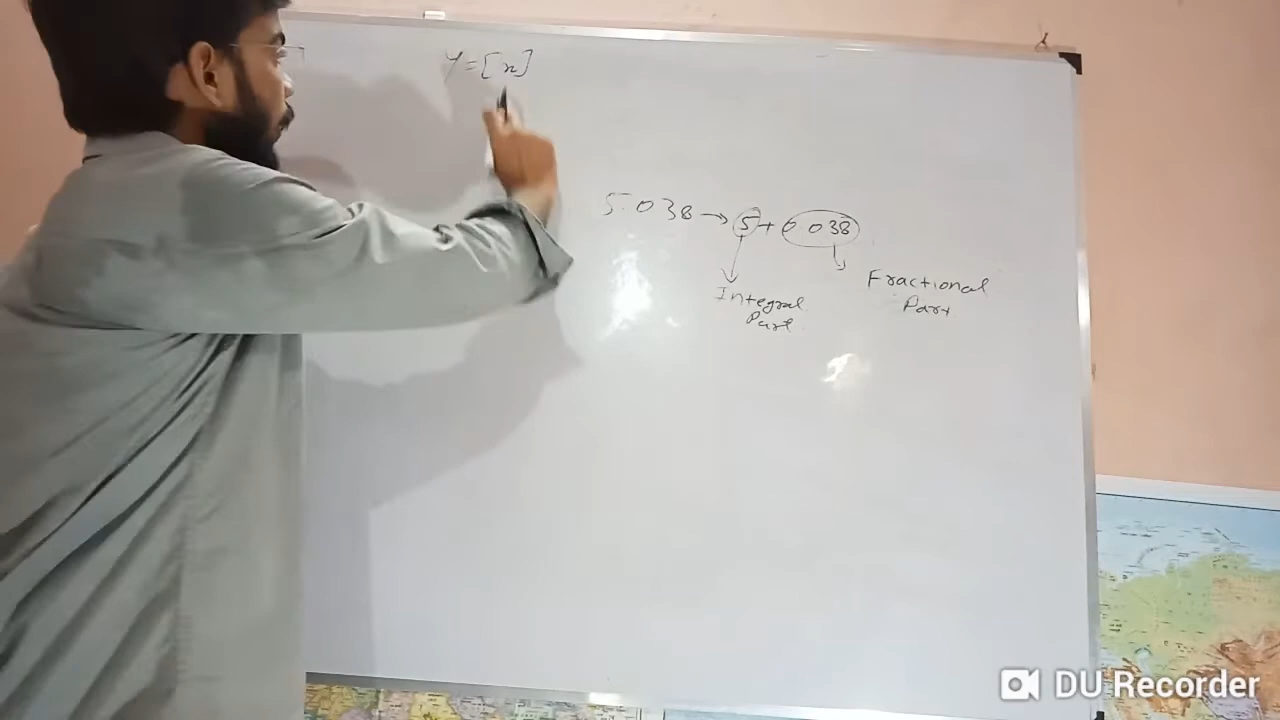 y = [x]
5.038 → 5 + 0.038
Integral
Part
Fractional
Part
DU Recorder